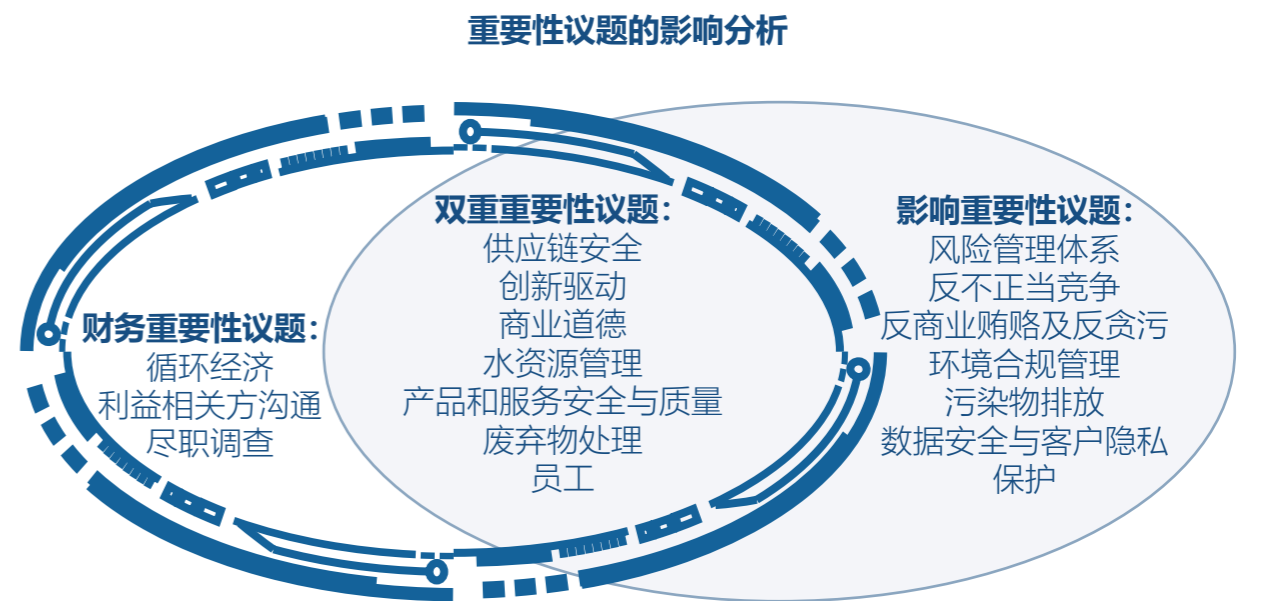 重要性议题的影响分析
财务重要性议题：
循环经济
利益相关方沟通
尽职调查
双重重要性议题：
供应链安全
创新驱动
商业道德
水资源管理
产品和服务安全与质量
废弃物处理
员工
影响重要性议题：
风险管理体系
反不正当竞争
反商业贿赂及反贪污
环境合规管理
污染物排放
数据安全与客户隐私
保护